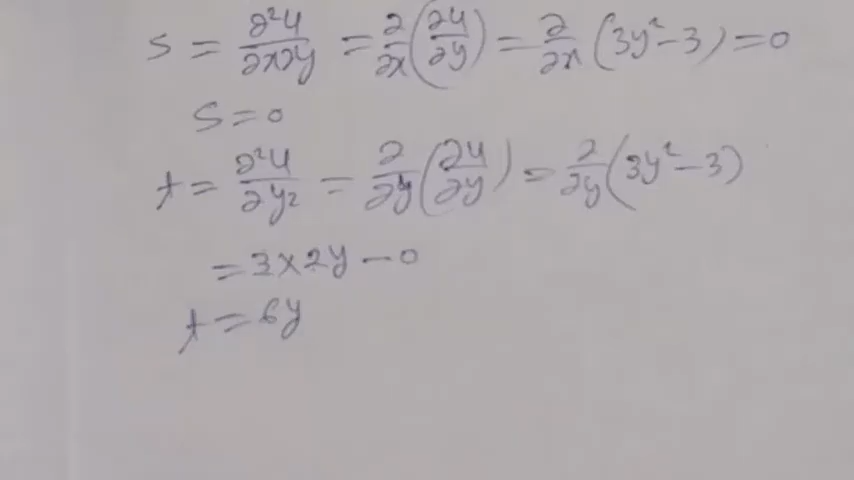 s = ∂²u/∂x∂y = ∂/∂x (∂u/∂y) = ∂/∂x (3y² - 3) = 0
s = 0
t = ∂²u/∂y² = ∂/∂y (∂u/∂y) = ∂/∂y (3y² - 3)
= 3 × 2y - 0
t = 6y